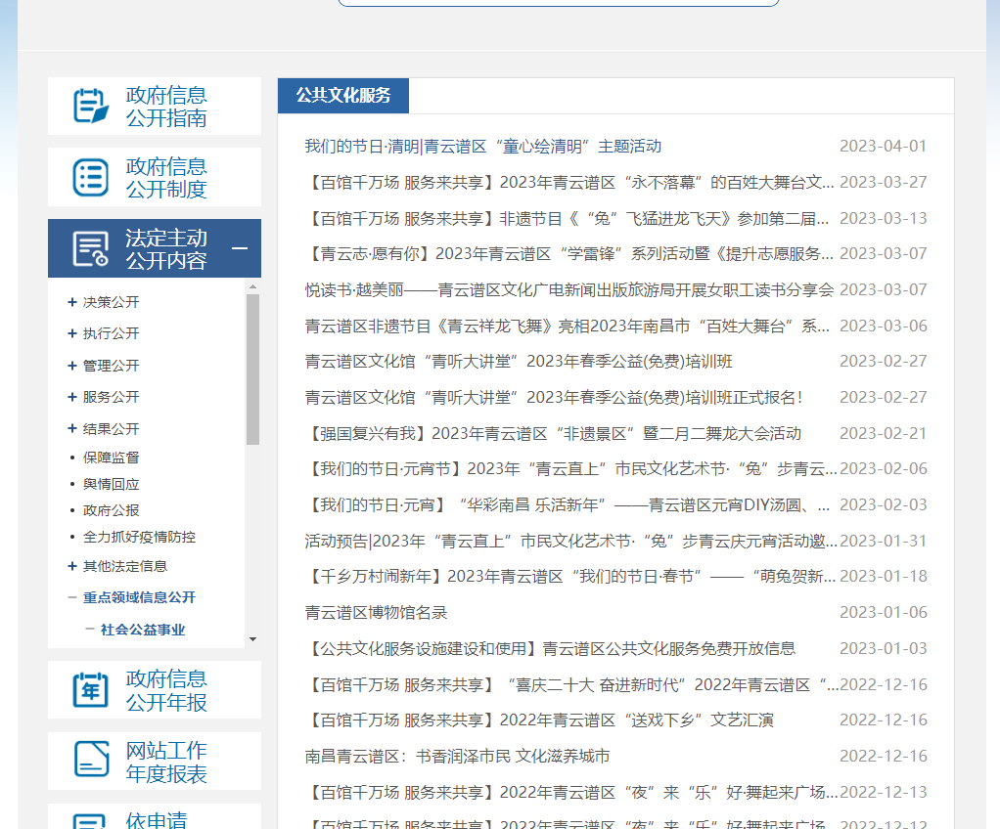 政府信息
公开指南
政府信息
公开制度
法定主动
公开内容
决策公开
执行公开
管理公开
服务公开
结果公开
保障监督
舆情回应
政府公报
全力抓好疫情防控
其他法定信息
重点领域信息公开
社会公益事业
政府信息
公开年报
网站工作
年度报表
依申请
公共文化服务
我们的节日·清明|青云谱区“童心绘清明”主题活动 2023-04-01
【百馆千万场 服务来共享】2023年青云谱区“永不落幕”的百姓大舞台文... 2023-03-27
【百馆千万场 服务来共享】非遗节目《“兔”飞猛进龙飞天》参加第二届... 2023-03-13
【青云志·愿有你】2023年青云谱区“学雷锋”系列活动暨《提升志愿服务... 2023-03-07
悦读书·越美丽——青云谱区文化广电新闻出版旅游局开展女职工读书分享会 2023-03-07
青云谱区非遗节目《青云祥龙飞舞》亮相2023年南昌市“百姓大舞台”系... 2023-03-06
青云谱区文化馆“青听大讲堂”2023年春季公益(免费)培训班 2023-02-27
青云谱区文化馆“青听大讲堂”2023年春季公益(免费)培训班正式报名！ 2023-02-27
【强国复兴有我】2023年青云谱区“非遗景区”暨二月二舞龙大会活动 2023-02-21
【我们的节日·元宵节】2023年“青云直上”市民文化艺术节·“兔”步青云... 2023-02-06
【我们的节日·元宵】“华彩南昌 乐活新年”——青云谱区元宵DIY汤圆、... 2023-02-03
活动预告|2023年“青云直上”市民文化艺术节·“兔”步青云庆元宵活动邀... 2023-01-31
【千乡万村闹新年】2023年青云谱区“我们的节日·春节”——“萌兔贺新... 2023-01-18
青云谱区博物馆名录 2023-01-06
【公共文化服务设施建设和使用】青云谱区公共文化服务免费开放信息 2023-01-03
【百馆千万场 服务来共享】“喜庆二十大 奋进新时代”2022年青云谱区“... 2022-12-16
【百馆千万场 服务来共享】2022年青云谱区“送戏下乡”文艺汇演 2022-12-16
南昌青云谱区：书香润泽市民 文化滋养城市 2022-12-16
【百馆千万场 服务来共享】2022年青云谱区“夜”来“乐”好·舞起来广场... 2022-12-13
【百馆千万场 服务来共享】2022年青云谱区“夜”来“乐”好·舞起来广场... 2022-12-12